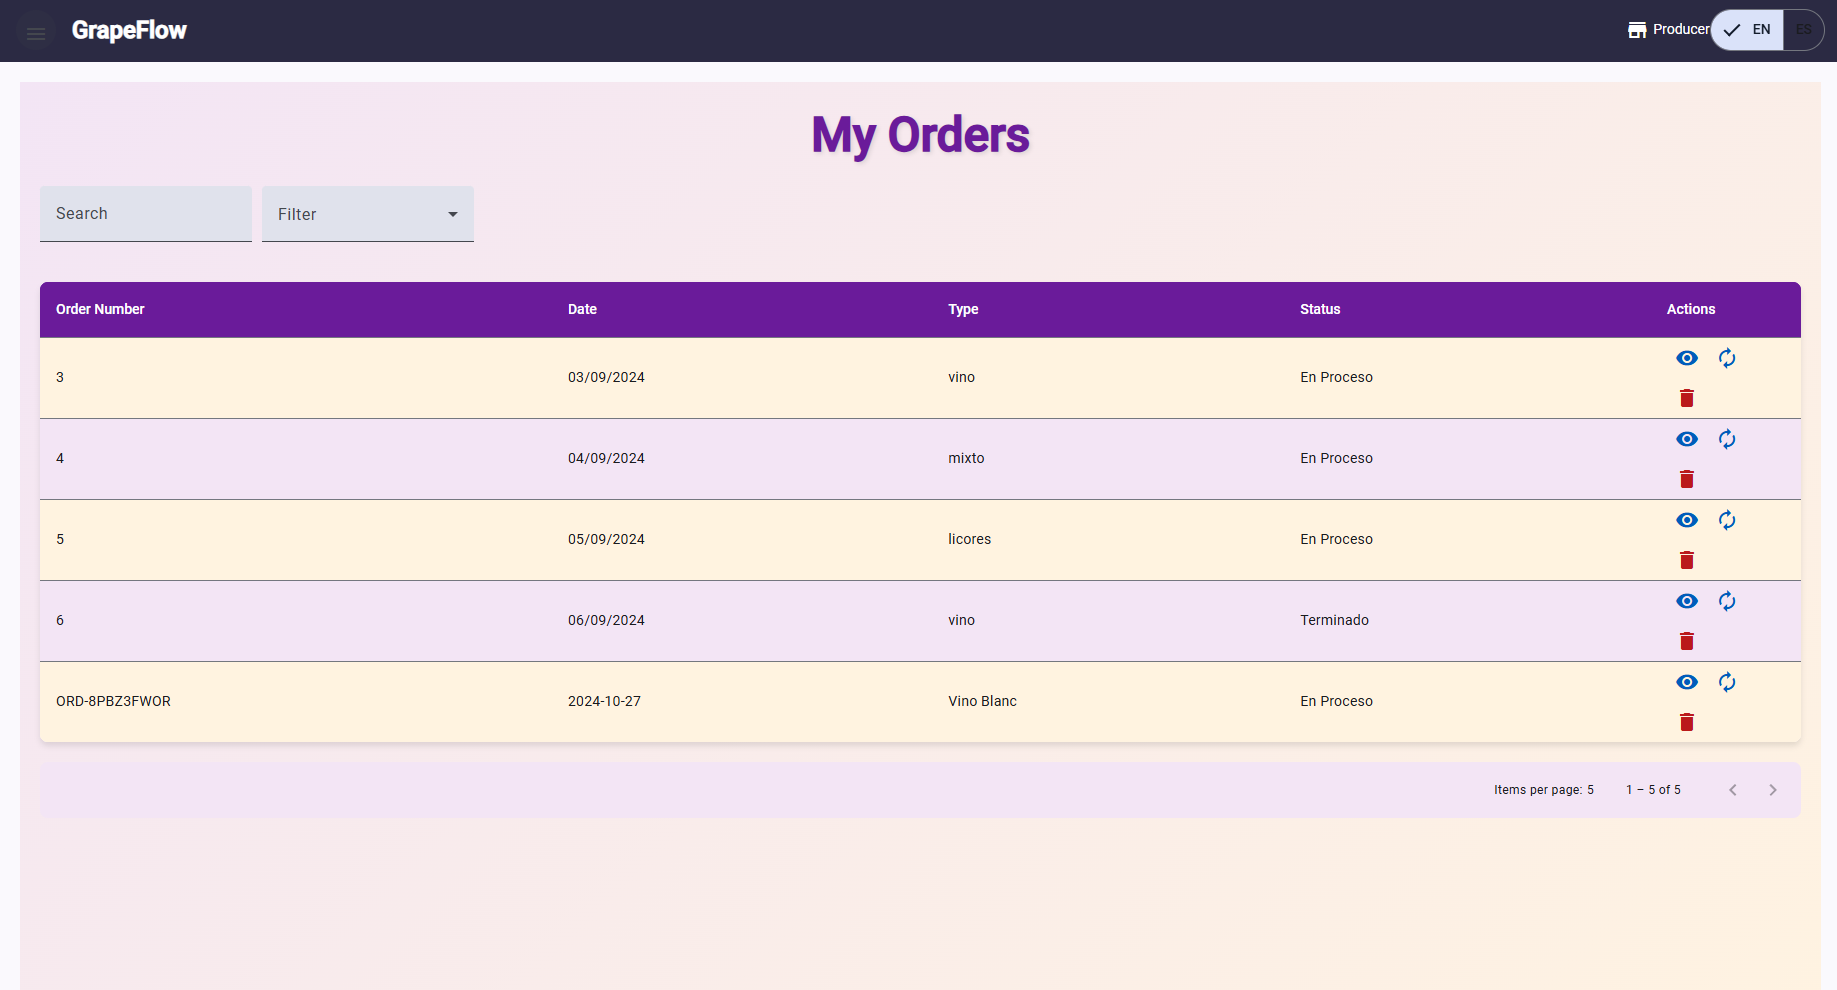 GrapeFlow
Producer EN ES
My Orders
Search Filter
Order Number Date Type Status Actions
3 03/09/2024 vino En Proceso
4 04/09/2024 mixto En Proceso
5 05/09/2024 licores En Proceso
6 06/09/2024 vino Terminado
ORD-8PBZ3FWOR 2024-10-27 Vino Blanc En Proceso
Items per page: 5 1 – 5 of 5